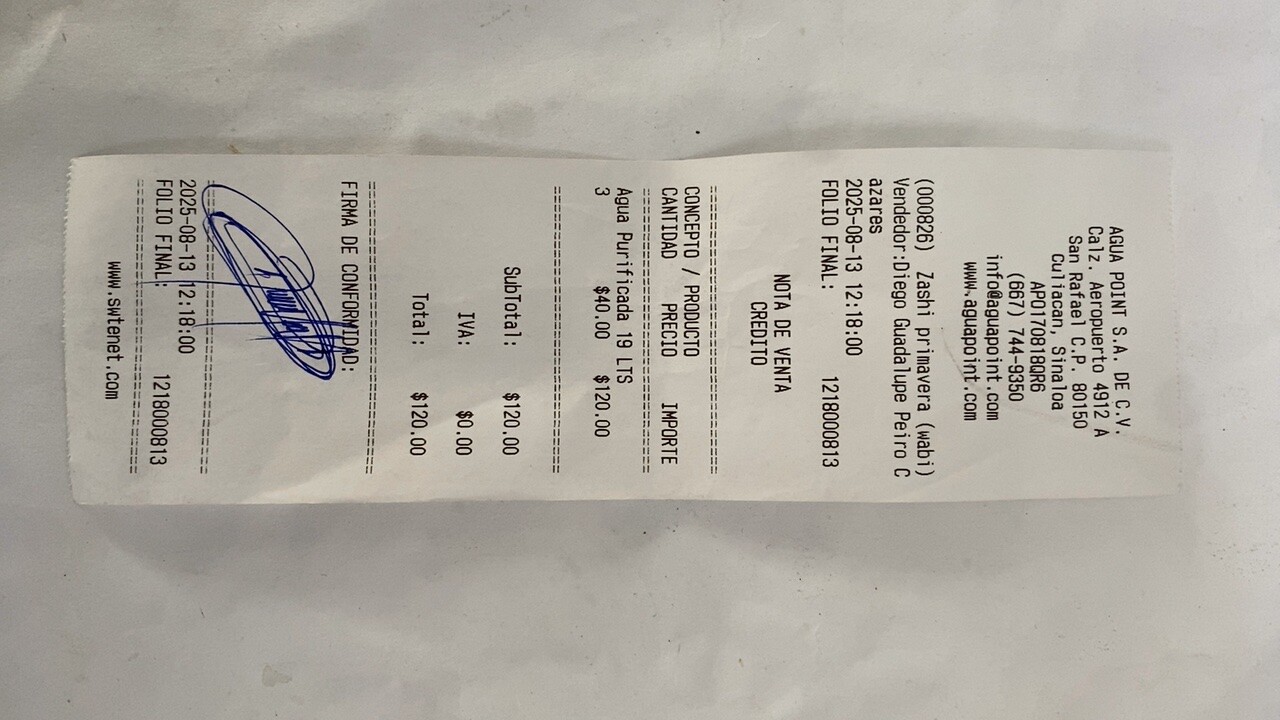 AGUA POINT S.A. DE C.V.
Calz. Aeropuerto 4912 A
San Rafael C.P. 80150
Culiacan, Sinaloa
APO170818QR6
(667) 744-9350
info@aguapoint.com
www.aguapoint.com
(000826) Zashi primavera (wabi)
Vendedor:Diego Guadalupe Peiro C
azares
2025-08-13 12:18:00
FOLIO FINAL: 1218000813
NOTA DE VENTA
CREDITO
================================
CONCEPTO / PRODUCTO
CANTIDAD PRECIO IMPORTE
================================
Agua Purificada 19 LTS
3 $40.00 $120.00
================================
SubTotal: $120.00
IVA: $0.00
Total: $120.00
================================
FIRMA DE CONFORMIDAD:
================================
2025-08-13 12:18:00
FOLIO FINAL: 1218000813
================================
www.swtenet.com